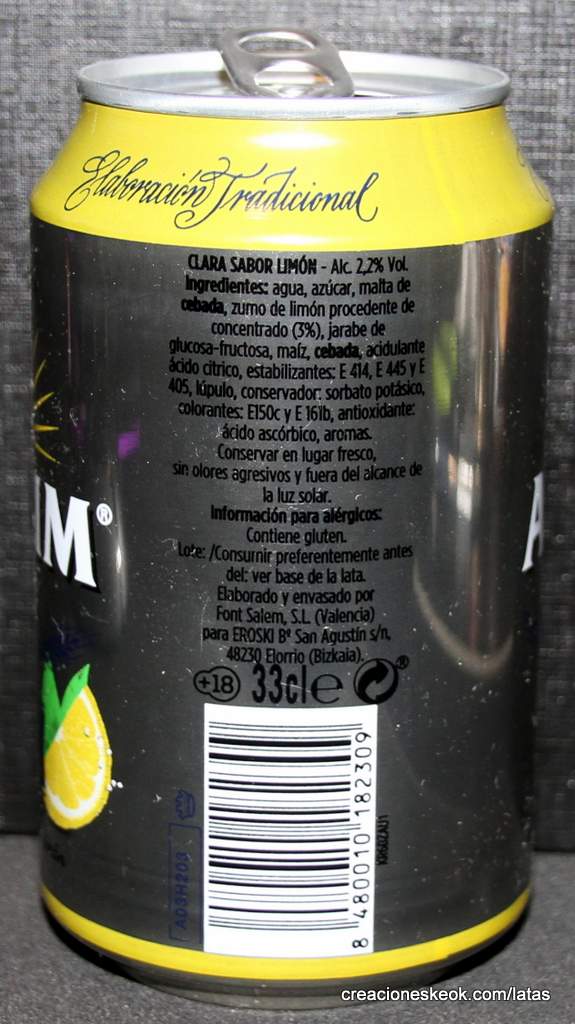 Elaboración Tradicional
CLARA SABOR LIMÓN - Alc. 2,2% Vol.
Ingredientes: agua, azúcar, malta de
cebada, zumo de limón procedente de
concentrado (3%), jarabe de
glucosa-fructosa, maíz, cebada, acidulante
ácido cítrico, estabilizantes: E 414, E 445 y E
405, lúpulo, conservador: sorbato potásico,
colorantes: E150c y E 161b, antioxidante:
ácido ascórbico, aromas.
Conservar en lugar fresco,
sin olores agresivos y fuera del alcance de
la luz solar.
Información para alérgicos:
Contiene gluten.
Lote: /Consumir preferentemente antes
del: ver base de la lata.
Elaborado y envasado por
Font Salem, S.L (Valencia)
para EROSKI Bº San Agustín s/n,
48230 Elorrio (Bizkaia).
+18 33cl e ®
IM®
A
8 480010 182309
A03H203
creacioneskeok.com/latas